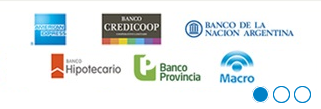 AMERICAN EXPRESS
BANCO
CREDICOOP
BANCO DE LA
NACION ARGENTINA
BANCO
Hipotecario
Banco
Provincia
Macro